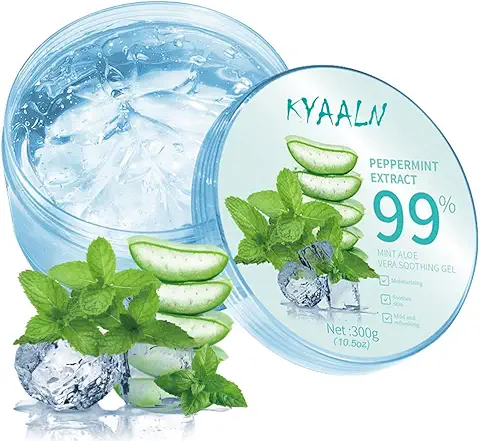 KYAALN
PEPPERMINT
EXTRACT
99%
MINT ALOE
VERA SOOTHING GEL
Moisturizing
Soothes
skin
Mild and
refreshing
Net :300g
(10.5oz)